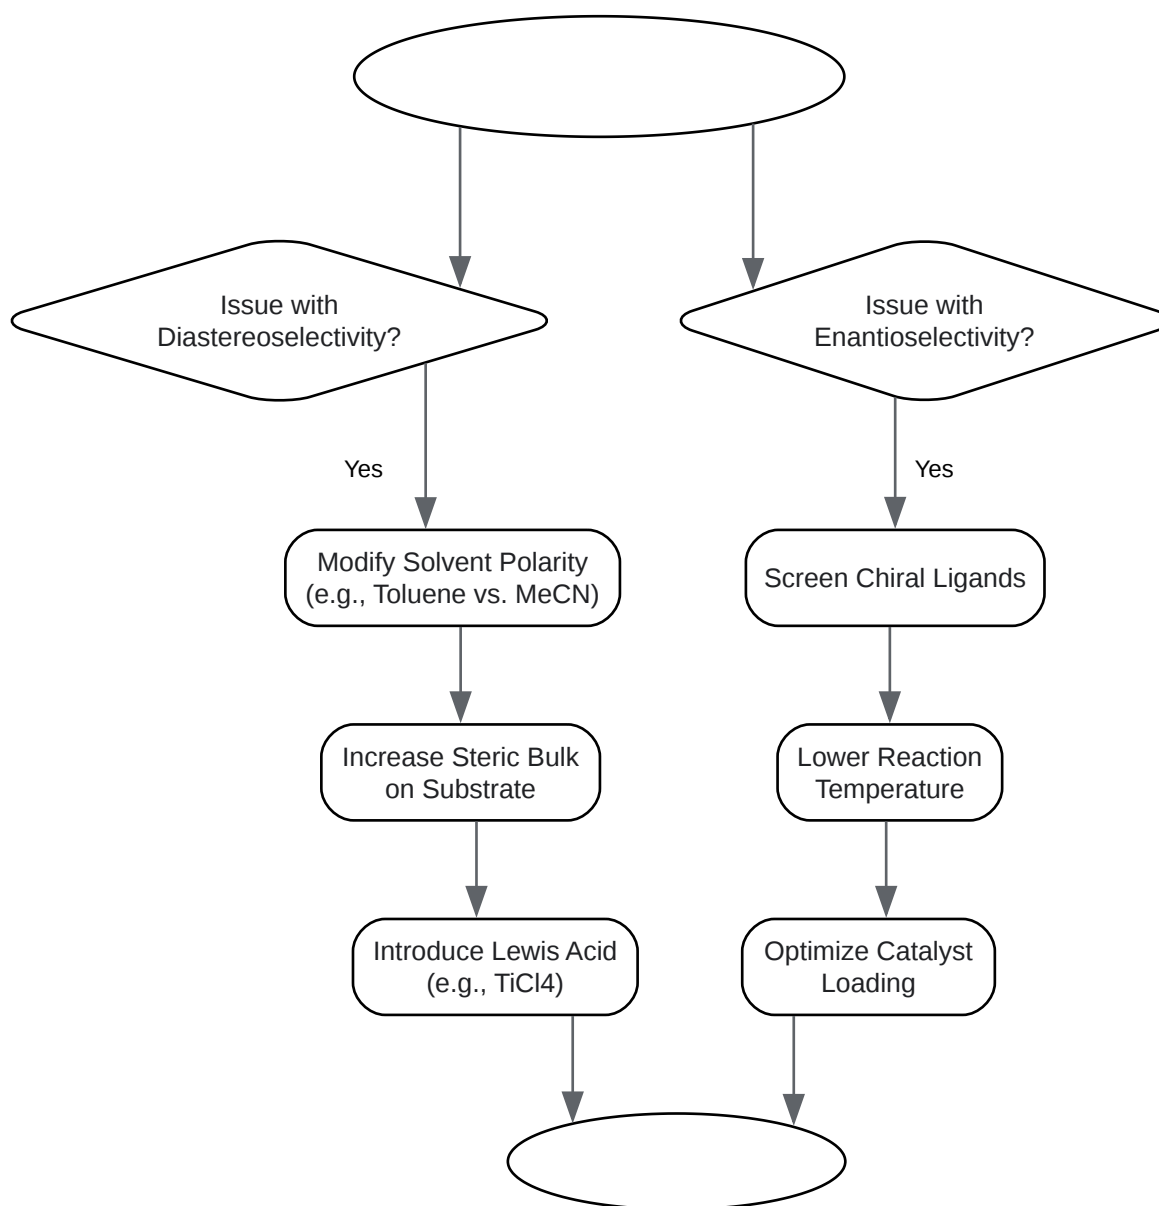 Issue with
Diastereoselectivity?
Issue with
Enantioselectivity?
Yes
Yes
Modify Solvent Polarity
(e.g., Toluene vs. MeCN)
Screen Chiral Ligands
Increase Steric Bulk
on Substrate
Lower Reaction
Temperature
Introduce Lewis Acid
(e.g., TiCl4)
Optimize Catalyst
Loading